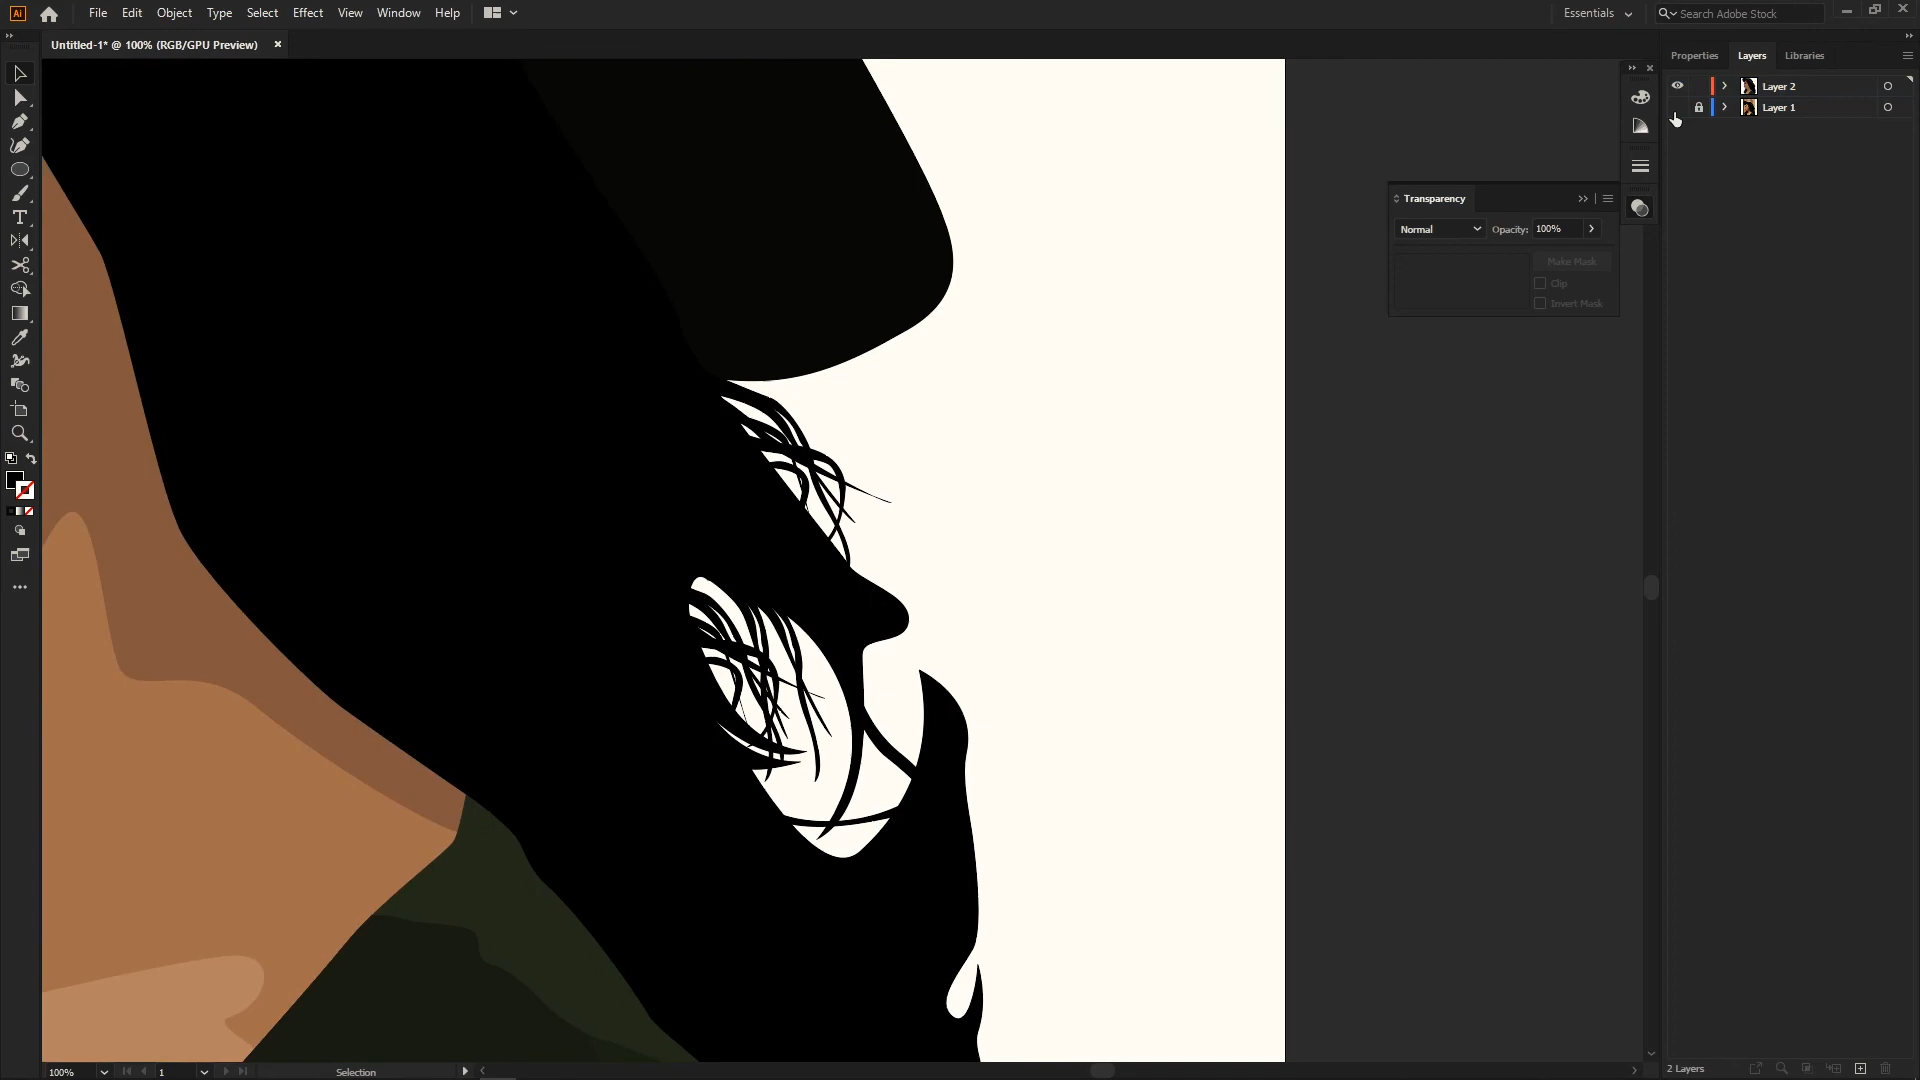 Ai File Edit Object Type Select Effect View Window Help Essentials Search Adobe Stock
Untitled-1* @ 100% (RGB/GPU Preview) ×
Properties Layers Libraries
Layer 2
Layer 1
Transparency
Normal Opacity: 100%
Make Mask
Clip
Invert Mask
100% 1 Selection 2 Layers